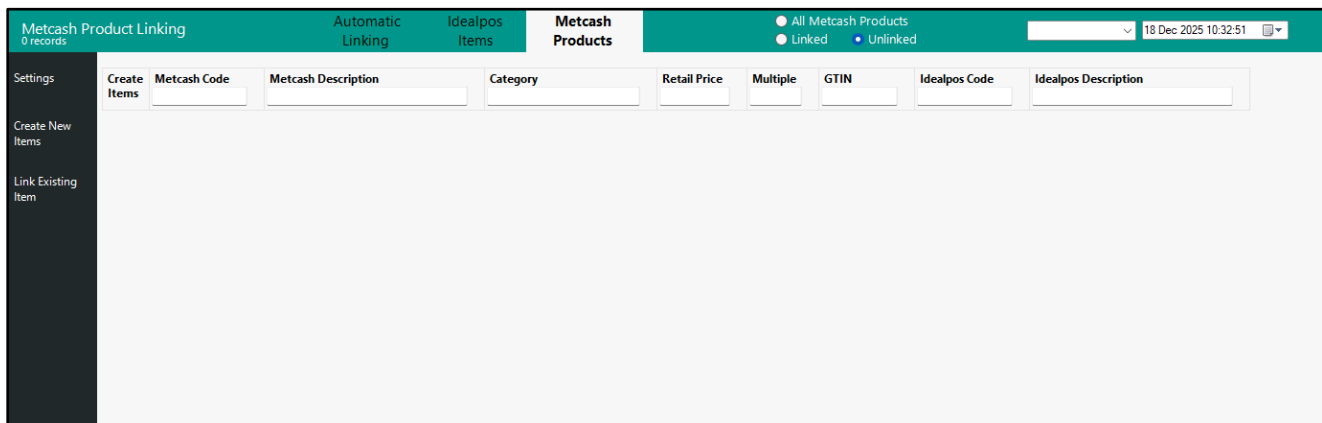 Metcash Product Linking
0 records
Automatic
Linking
Idealpos
Items
Metcash
Products
All Metcash Products
Linked Unlinked
18 Dec 2025 10:32:51
Settings
Create New
Items
Link Existing
Item
Create
Items
Metcash Code
Metcash Description
Category
Retail Price
Multiple
GTIN
Idealpos Code
Idealpos Description